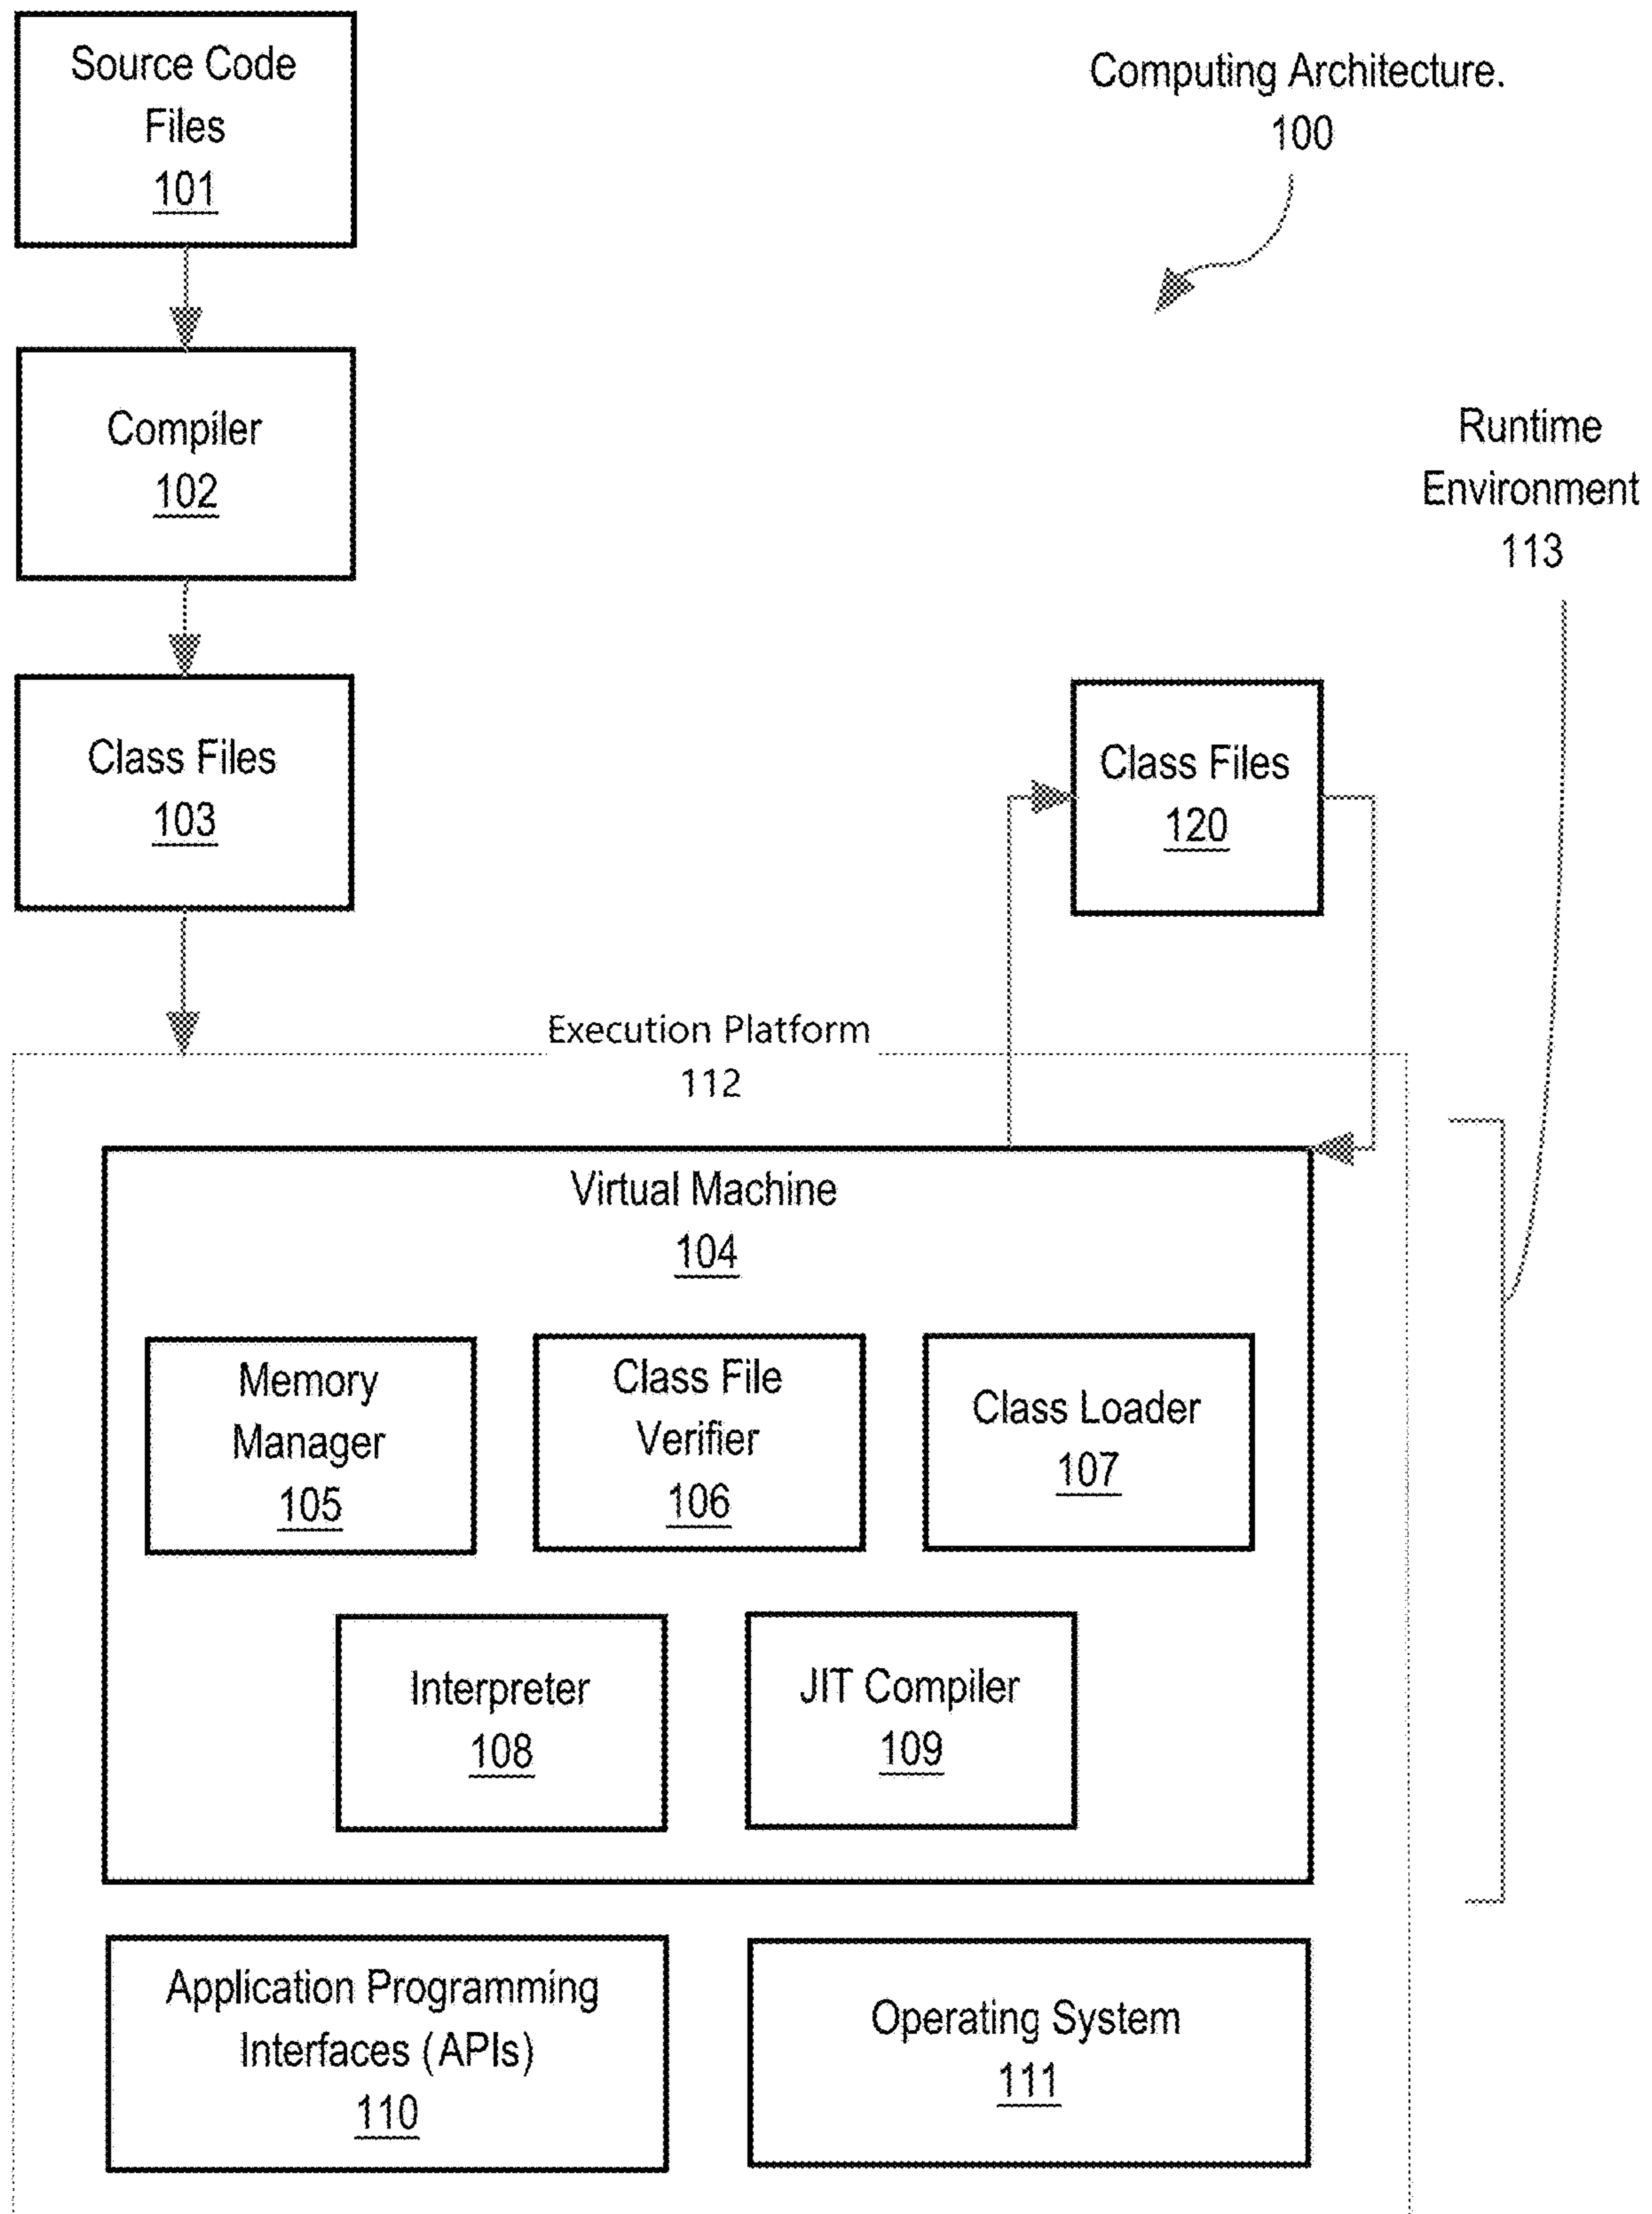 Source Code
Files
101
Computing Architecture.
100
Compiler
102
Runtime
Environment
113
Class Files
103
Class Files
120
Execution Platform
112
Virtual Machine
104
Memory
Manager
105
Class File
Verifier
106
Class Loader
107
Interpreter
108
JIT Compiler
109
Application Programming
Interfaces (APIs)
110
Operating System
111